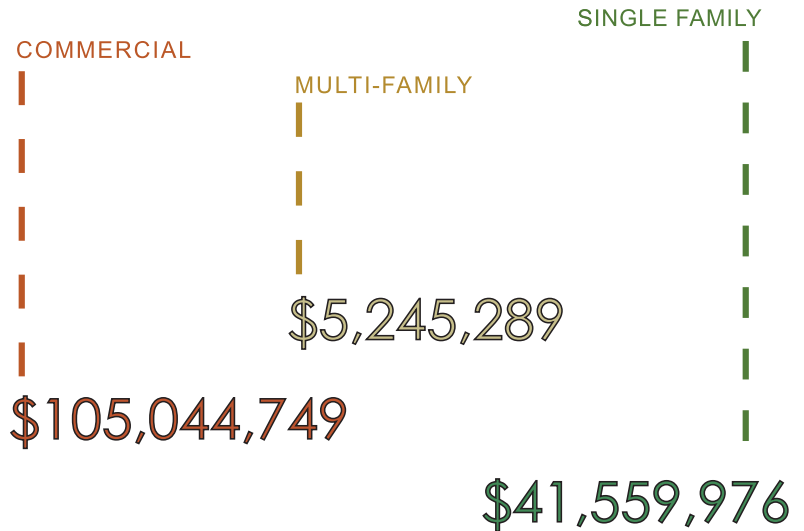 SINGLE FAMILY
COMMERCIAL
MULTI-FAMILY
$5,245,289
$105,044,749
$41,559,976